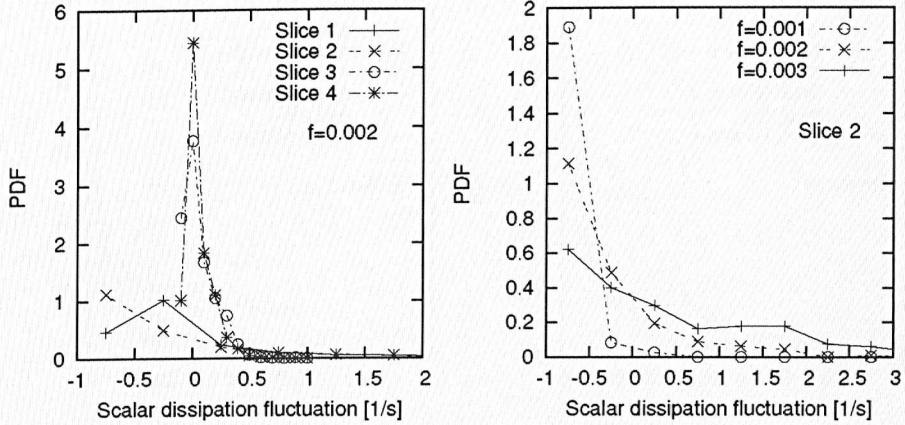 6
5
4
3
2
1
0
-1 -0.5 0 0.5 1 1.5 2
PDF
Scalar dissipation fluctuation [1/s]
Slice 1
Slice 2
Slice 3
Slice 4
f=0.002
2
1.8
1.6
1.4
1.2
1
0.8
0.6
0.4
0.2
0
-1 -0.5 0 0.5 1 1.5 2 2.5 3
PDF
Scalar dissipation fluctuation [1/s]
f=0.001
f=0.002
f=0.003
Slice 2